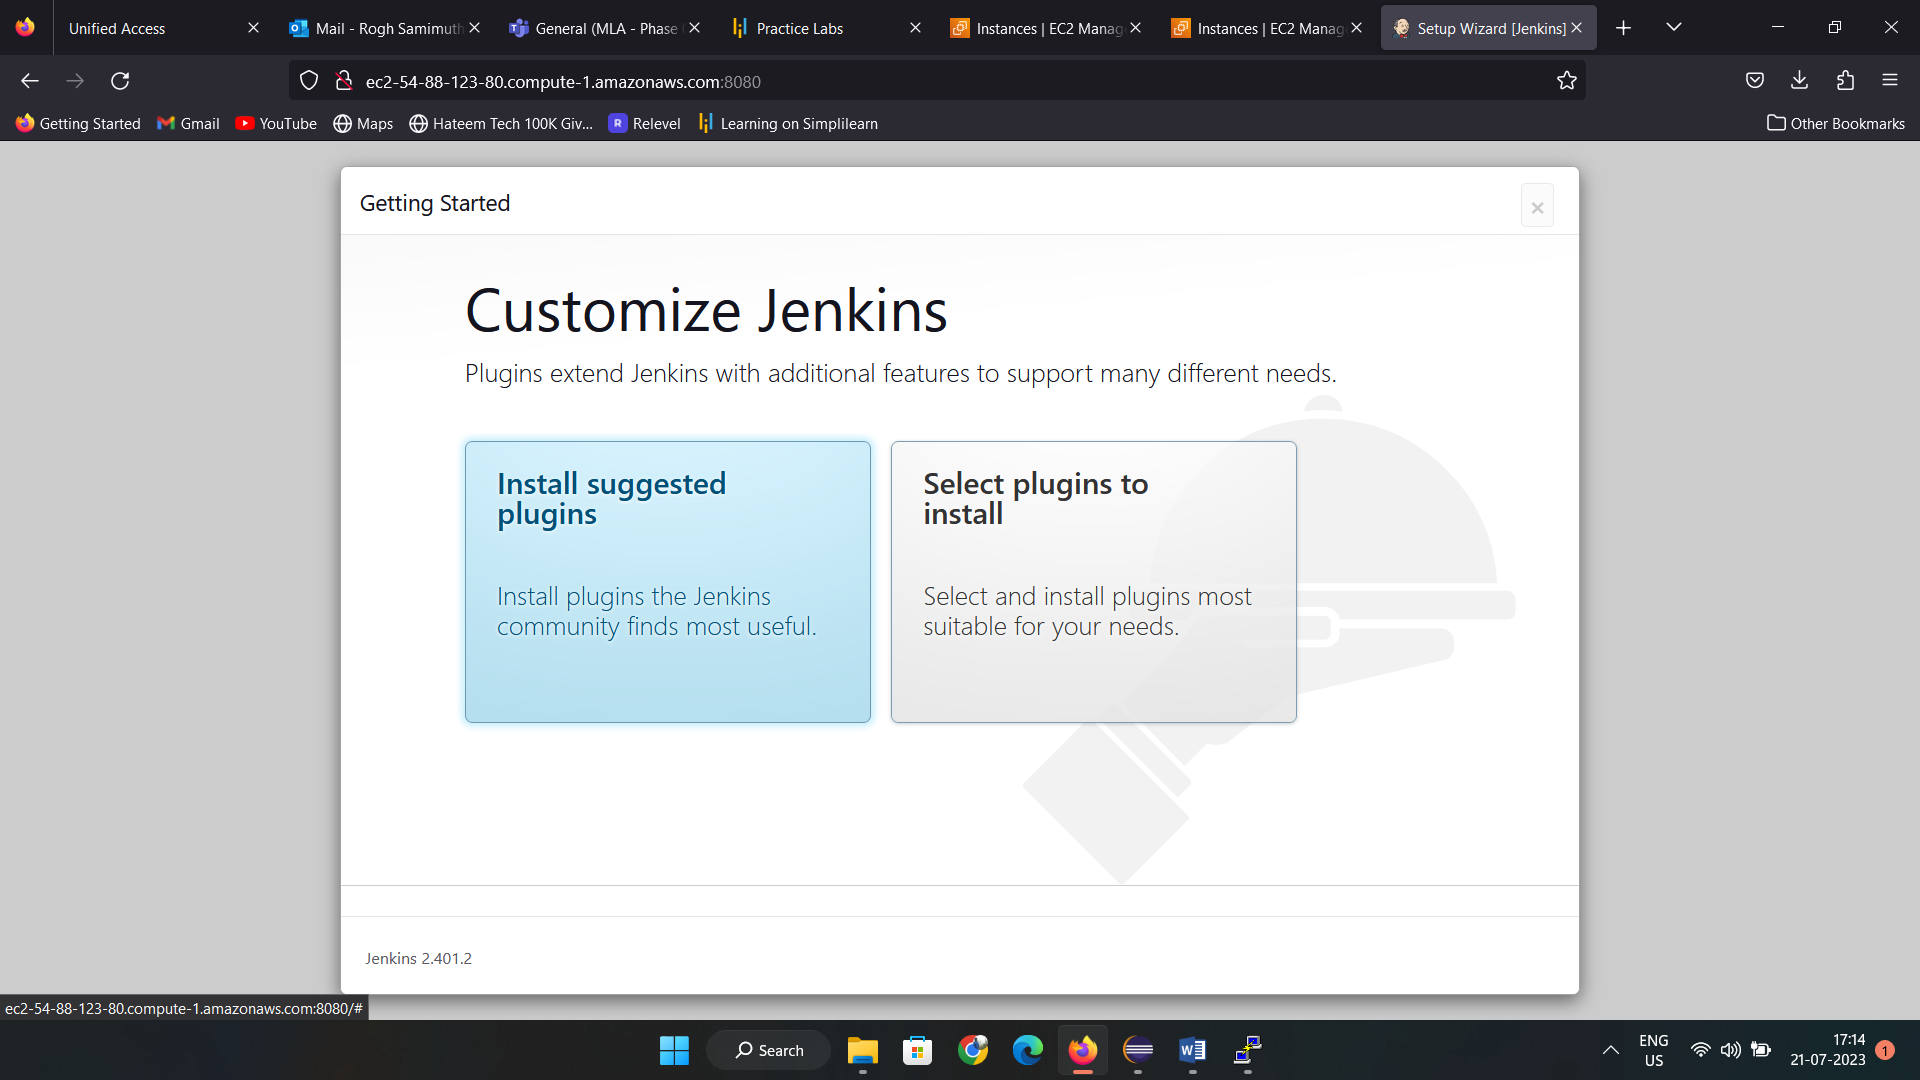 Unified Access
Mail - Rogh Samimuth
General (MLA - Phase
Practice Labs
Instances | EC2 Manag
Instances | EC2 Manag
Setup Wizard [Jenkins]
ec2-54-88-123-80.compute-1.amazonaws.com:8080
Getting Started
Gmail
YouTube
Maps
Hateem Tech 100K Giv...
R
Relevel
Learning on Simplilearn
Other Bookmarks
Getting Started
Customize Jenkins
Plugins extend Jenkins with additional features to support many different needs.
Install suggested
plugins
Install plugins the Jenkins
community finds most useful.
Select plugins to
install
Select and install plugins most
suitable for your needs.
Jenkins 2.401.2
ec2-54-88-123-80.compute-1.amazonaws.com:8080/#
Search
ENG
US
17:14
21-07-2023
1